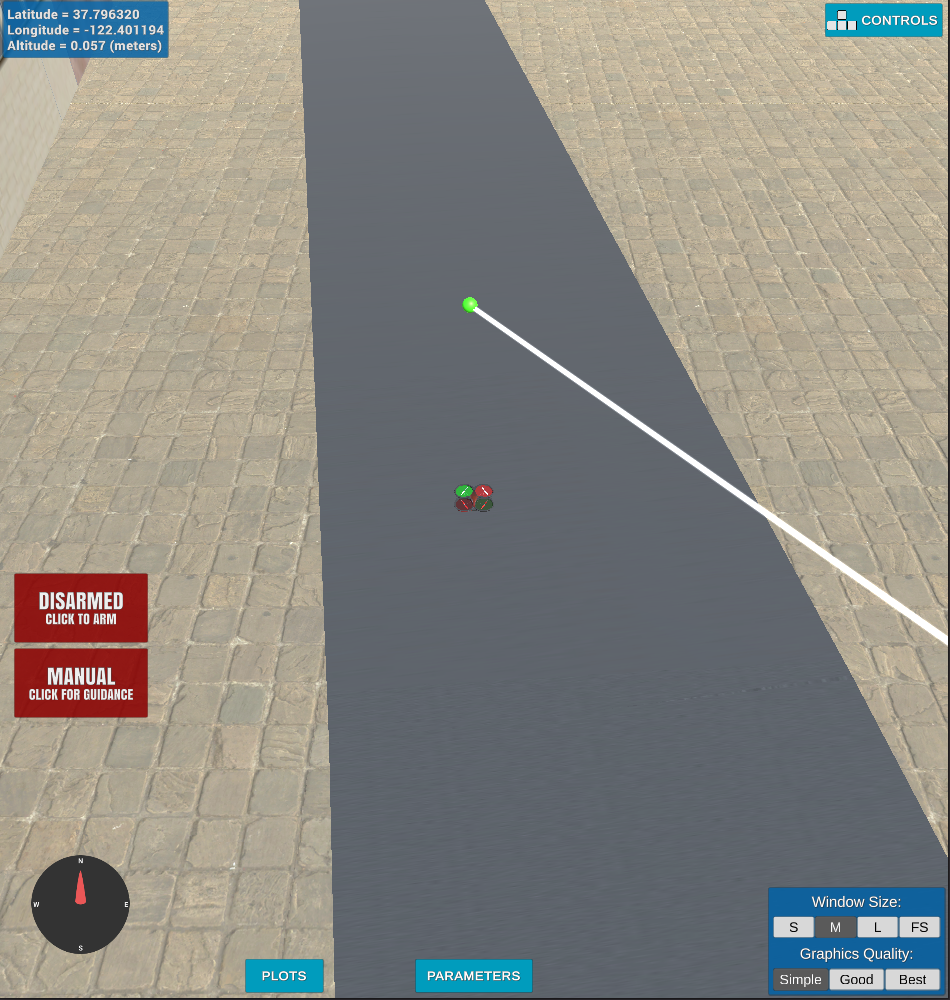 Latitude = 37.796320
Longitude = -122.401194
Altitude = 0.057 (meters)
CONTROLS
DISARMED
CLICK TO ARM
MANUAL
CLICK FOR GUIDANCE
N
W E
S
PLOTS
PARAMETERS
Window Size:
S M L FS
Graphics Quality:
Simple Good Best